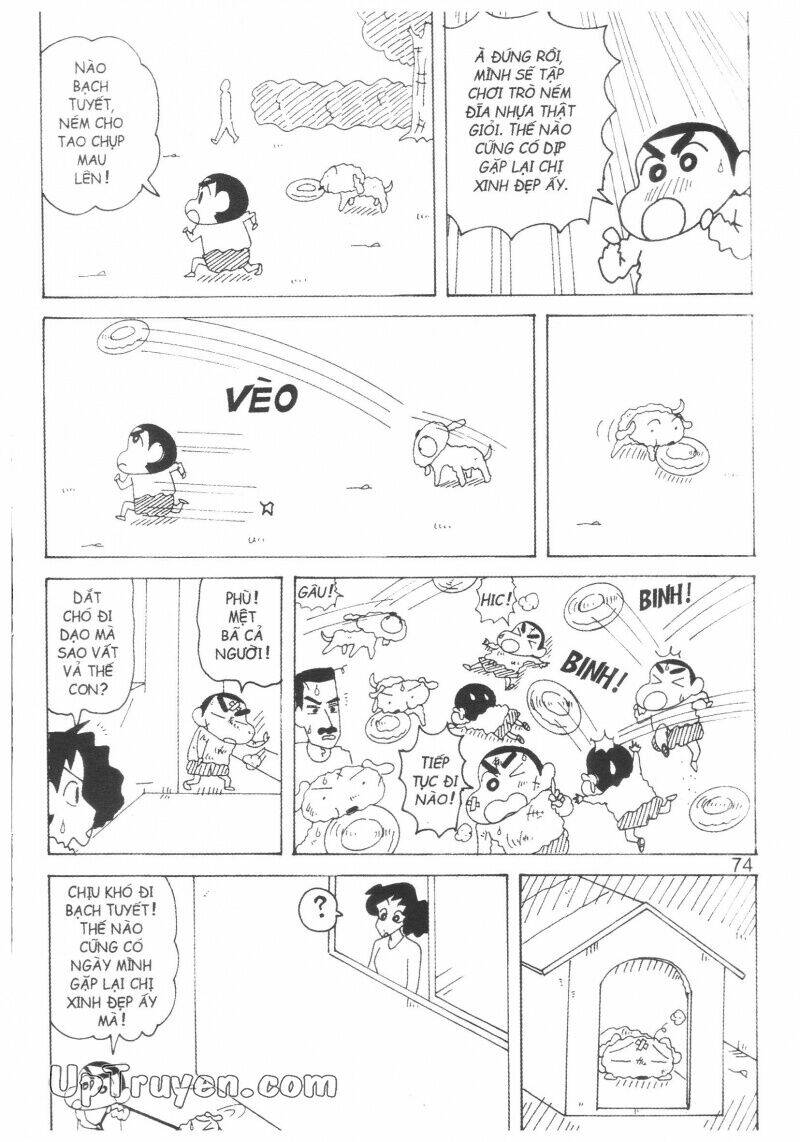 NÀO
BẠCH
TUYẾT,
NÉM CHO
TAO CHỤP
MAU
LÊN!
À ĐÚNG RỒI,
MÌNH SẼ TẬP
CHƠI TRÒ NÉM
ĐĨA NHỰA THẬT
GIỎI. THẾ NÀO
CŨNG CÓ DỊP
GẶP LẠI CHỊ
XINH ĐẸP ẤY.
VÈO
DẮT
CHÓ ĐI
DẠO MÀ
SAO VẤT
VẢ THẾ
CON?
PHÙ!
MỆT
BÃ CẢ
NGƯỜI!
GÂU!
HIC!
BINH!
BINH!
TIẾP
TỤC ĐI
NÀO!
74
CHỊU KHÓ ĐI
BẠCH TUYẾT!
THẾ NÀO
CŨNG CÓ
NGÀY MÌNH
GẶP LẠI CHỊ
XINH ĐẸP ẤY
MÀ!
?
UpTruyen.com